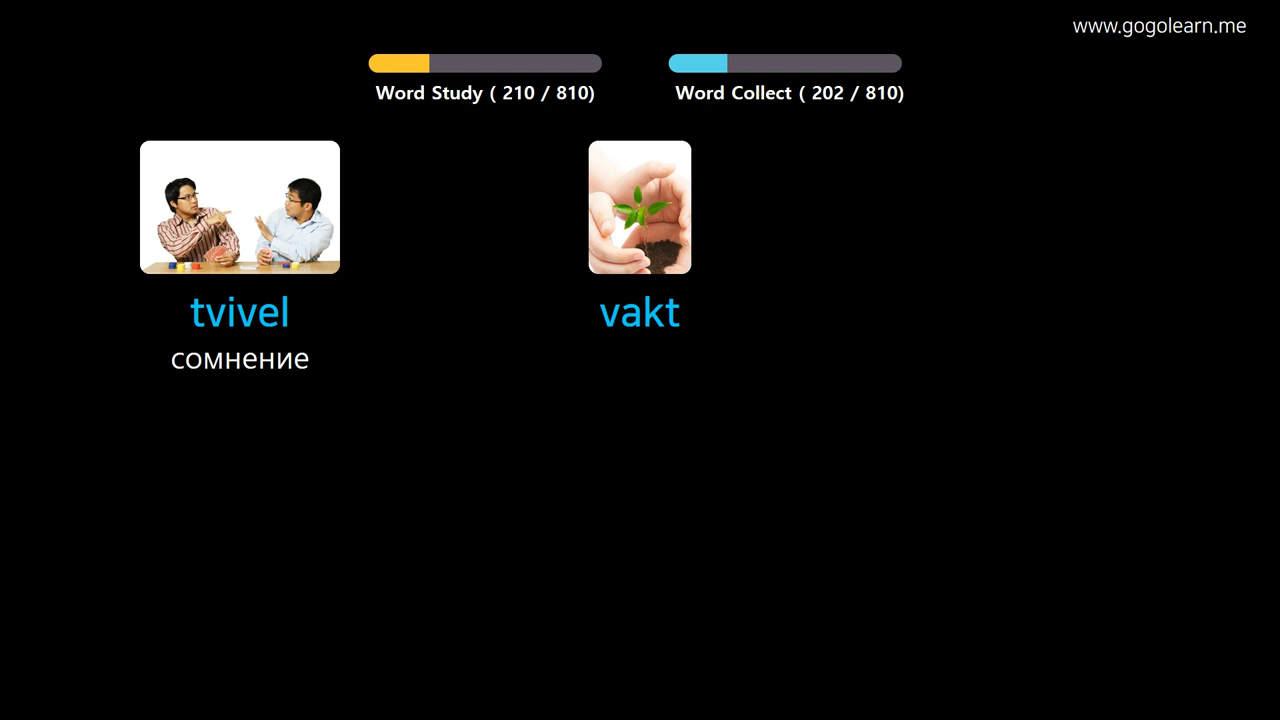 www.gogolearn.me
Word Study ( 210 / 810)
Word Collect ( 202 / 810)
tvivel
сомнение
vakt